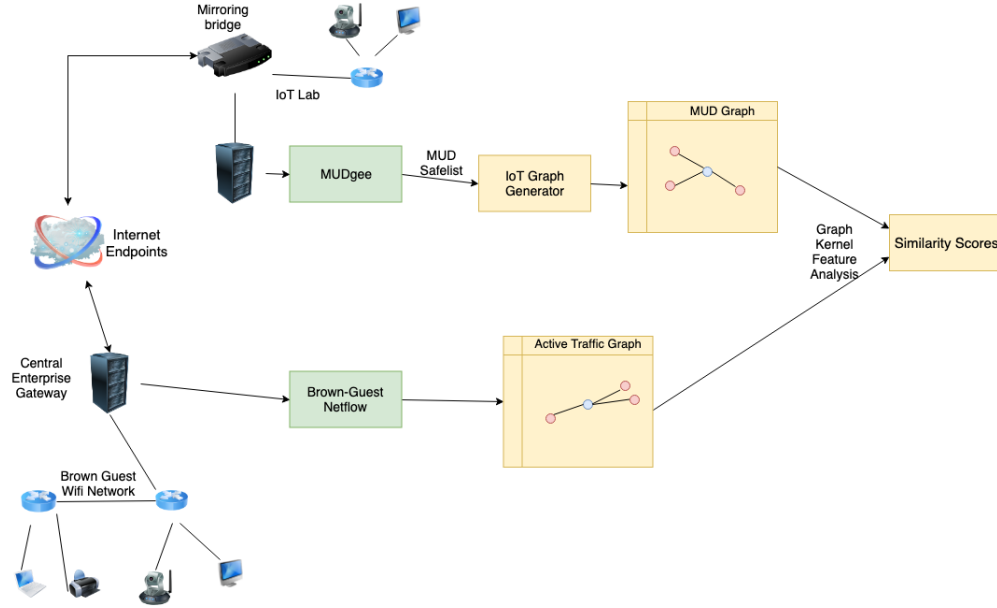 Mirroring
bridge
IoT Lab
MUDgee
MUD
Safelist
IoT Graph
Generator
MUD Graph
Internet
Endpoints
Graph
Kernel
Feature
Analysis
Similarity Scores
Central
Enterprise
Gateway
Brown-Guest
Netflow
Active Traffic Graph
Brown Guest
Wifi Network